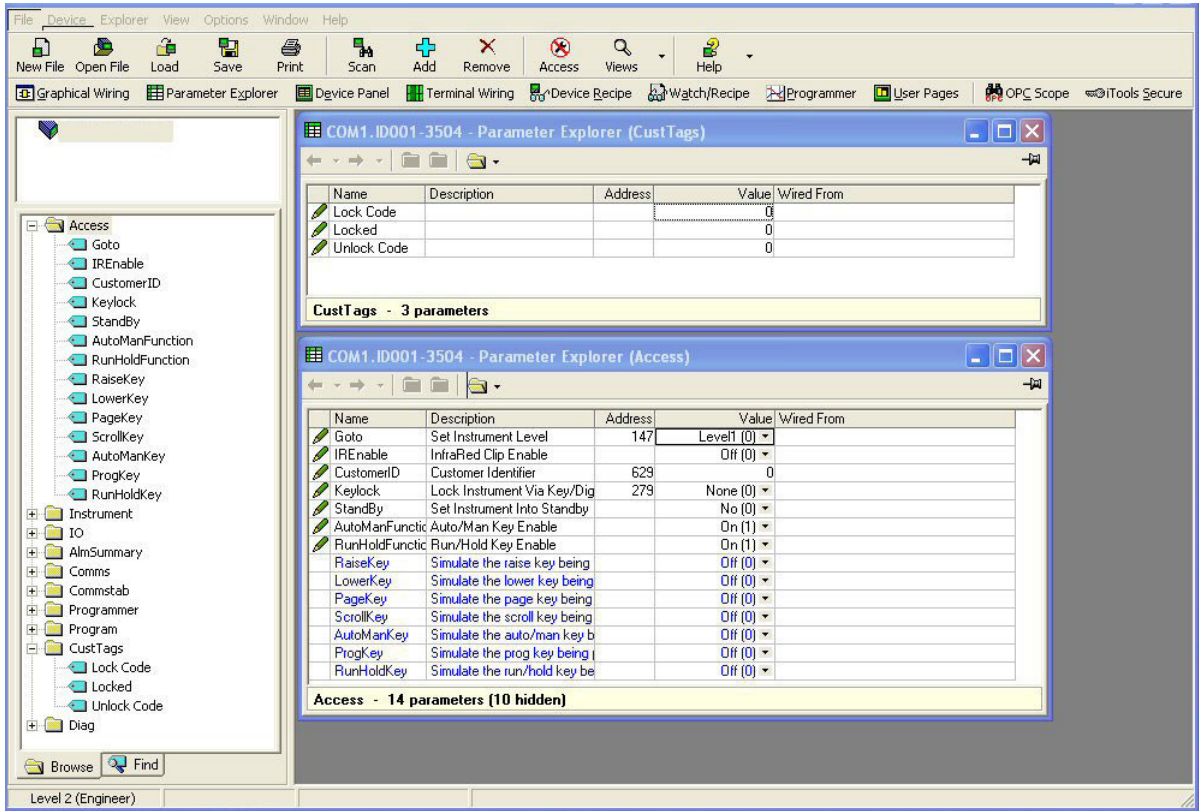 File Device Explorer View Options Window Help
New File Open File Load Save Print Scan Add Remove Access Views Help
Graphical Wiring Parameter Explorer Device Panel Terminal Wiring Device Recipe Watch/Recipe Programmer User Pages OPC Scope iTools Secure
Access
Goto
IREnable
CustomerID
Keylock
StandBy
AutoManFunction
RunHoldFunction
RaiseKey
LowerKey
PageKey
ScrollKey
AutoManKey
ProgKey
RunHoldKey
Instrument
IO
AlmSummary
Comms
Commstab
Programmer
Program
CustTags
Lock Code
Locked
Unlock Code
Diag
Browse Find
COM1.ID001-3504 - Parameter Explorer (CustTags)
Name Description Address Value Wired From
Lock Code 0
Locked 0
Unlock Code 0
CustTags - 3 parameters
COM1.ID001-3504 - Parameter Explorer (Access)
Name Description Address Value Wired From
Goto Set Instrument Level 147 Level1 (0)
IREnable InfraRed Clip Enable Off (0)
CustomerID Customer Identifier 629 0
Keylock Lock Instrument Via Key/Dig 279 None (0)
StandBy Set Instrument Into Standby No (0)
AutoManFunctic Auto/Man Key Enable On (1)
RunHoldFunctic Run/Hold Key Enable On (1)
RaiseKey Simulate the raise key being Off (0)
LowerKey Simulate the lower key being Off (0)
PageKey Simulate the page key being Off (0)
ScrollKey Simulate the scroll key being Off (0)
AutoManKey Simulate the auto/man key b Off (0)
ProgKey Simulate the prog key being Off (0)
RunHoldKey Simulate the run/hold key be Off (0)
Access - 14 parameters (10 hidden)
Level 2 (Engineer)